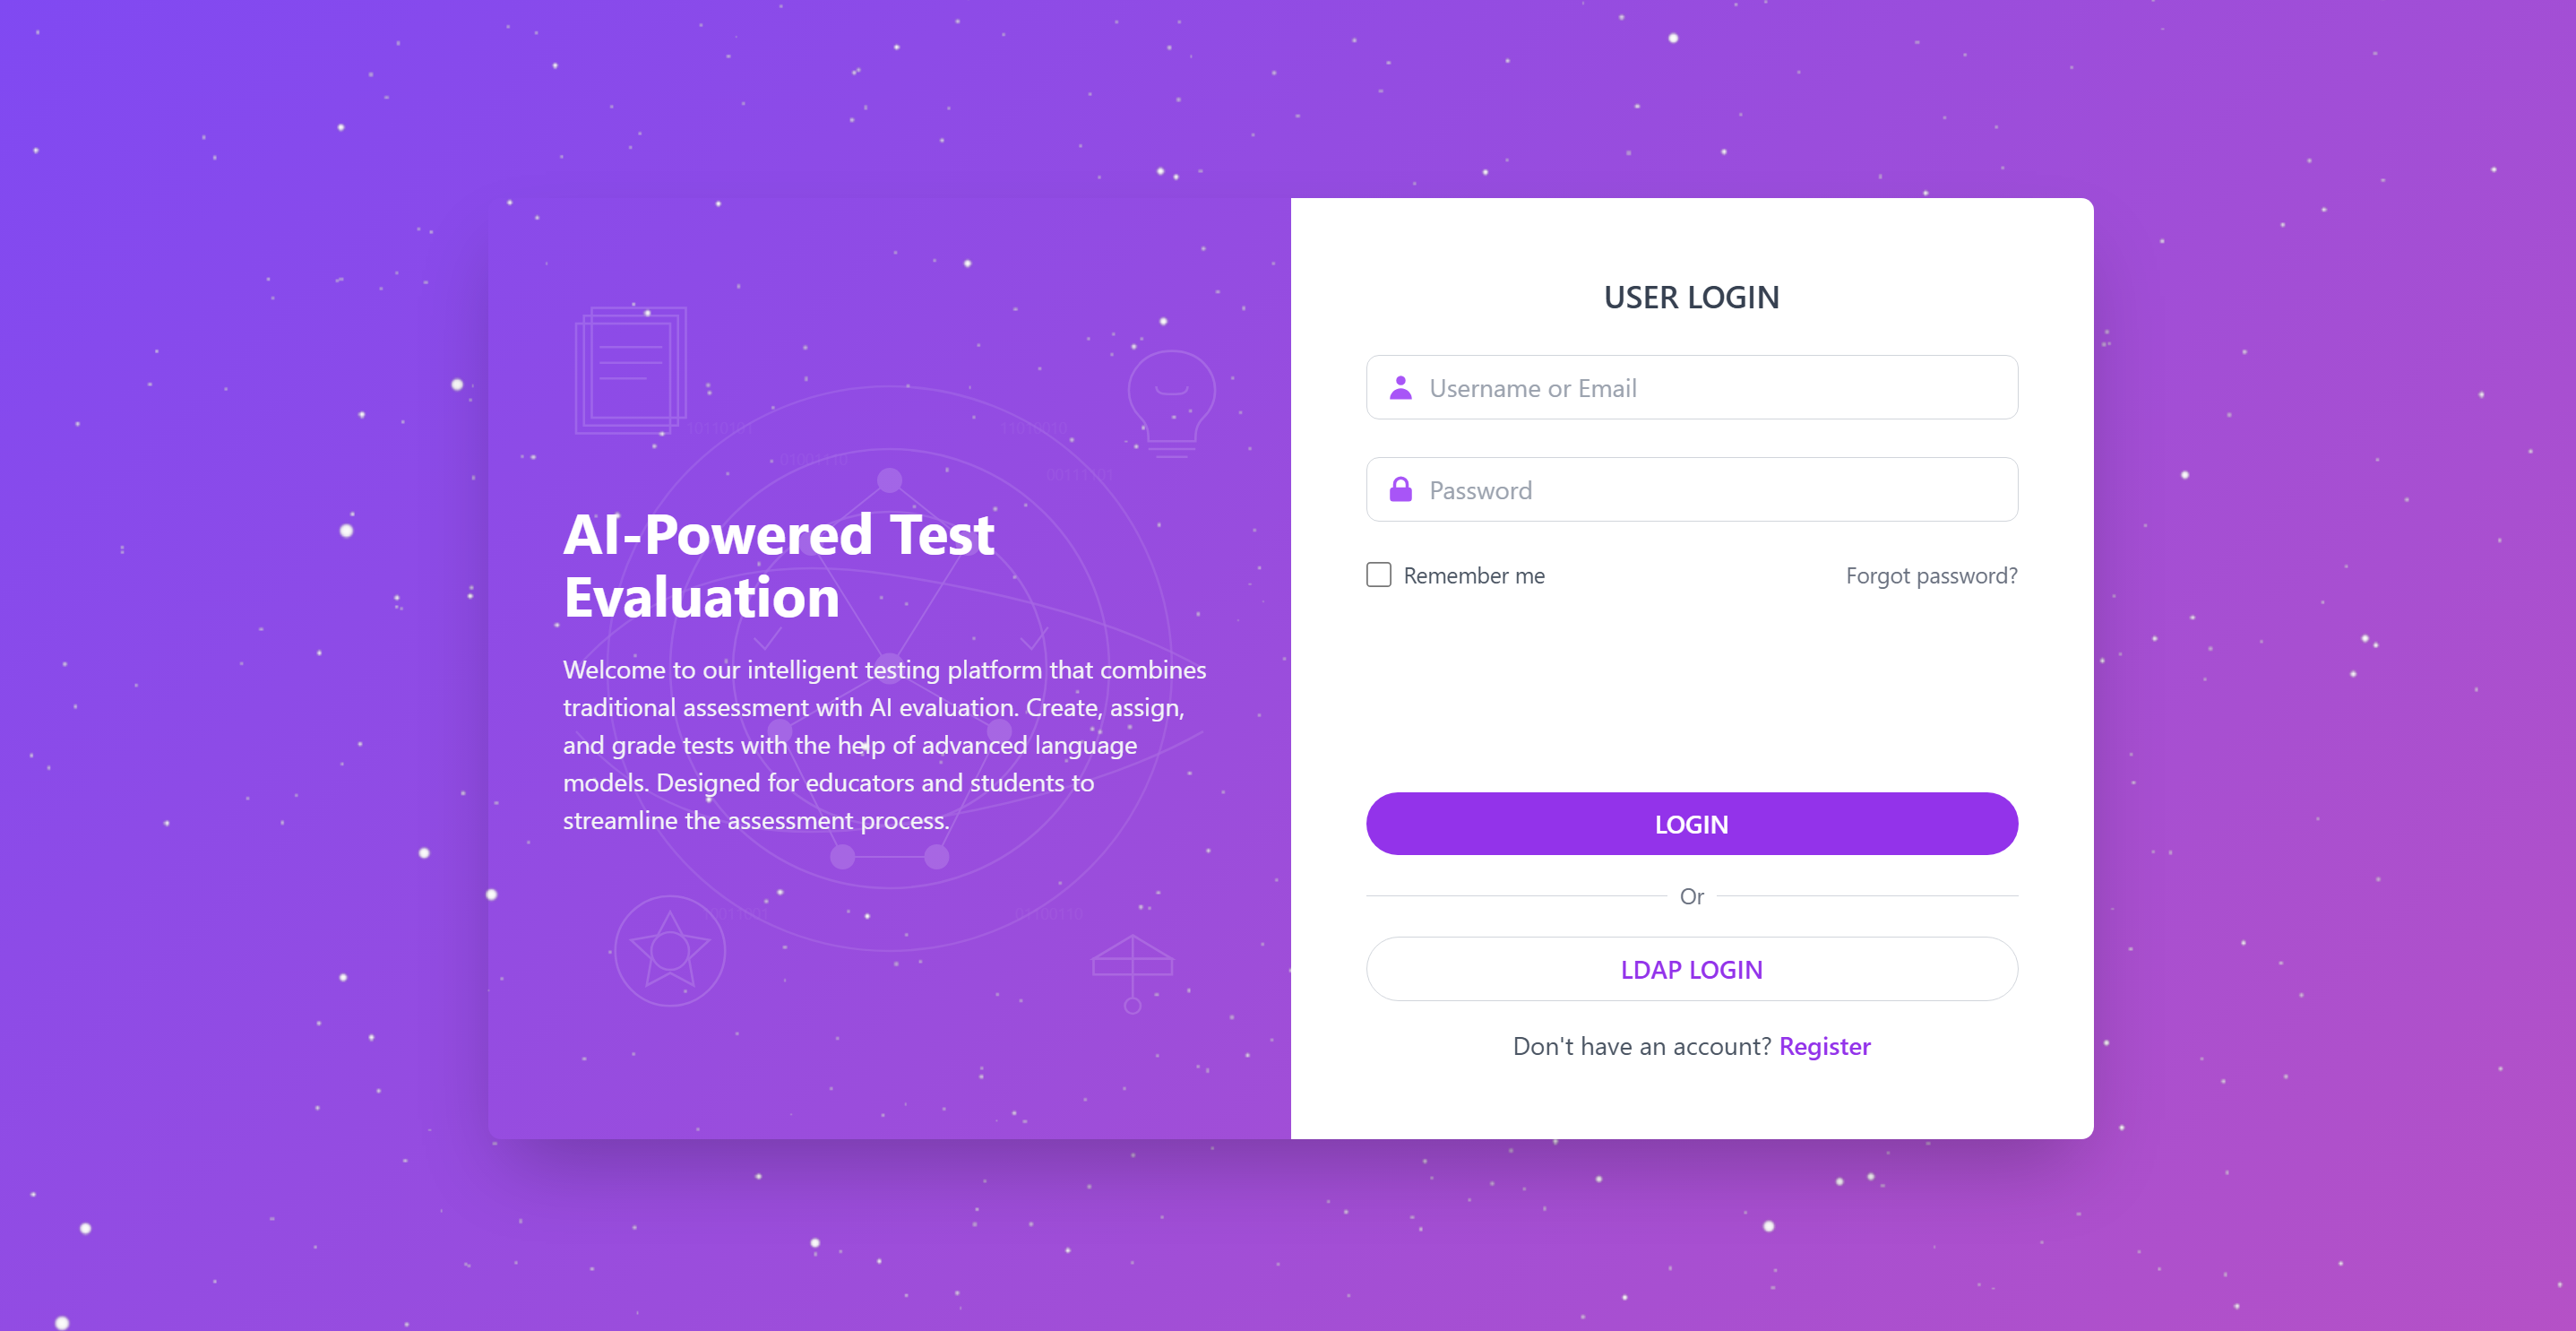 AI-Powered Test
Evaluation
Welcome to our intelligent testing platform that combines
traditional assessment with AI evaluation. Create, assign,
and grade tests with the help of advanced language
models. Designed for educators and students to
streamline the assessment process.
USER LOGIN
Username or Email
Password
Remember me
Forgot password?
LOGIN
Or
LDAP LOGIN
Don't have an account? Register